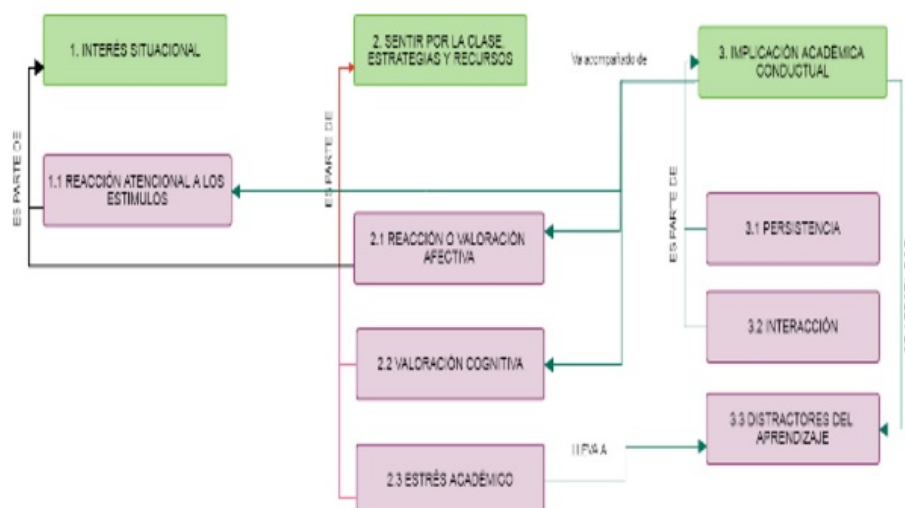 1. INTERÉS SITUACIONAL
2. SENTIR POR LA CLASE,
ESTRATEGIAS Y RECURSOS
Va acompañado de
3. IMPLICACIÓN ACADÉMICA
CONDUCTUAL
ES PARTE DE
1.1 REACCIÓN ATENCIONAL A LOS
ESTIMULOS
ES PARTE DE
2.1 REACCIÓN O VALORACIÓN
AFECTIVA
ES PARTE DE
3.1 PERSISTENCIA
3.2 INTERACCIÓN
2.2 VALORACIÓN COGNITIVA
3.3 DISTRACTORES DEL
APRENDIZAJE
2.3 ESTRÉS ACADÉMICO
LLEVA A